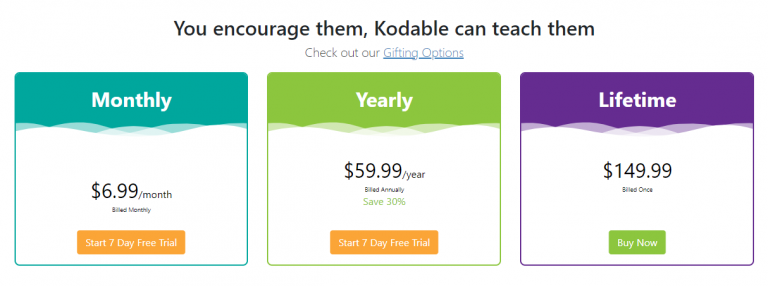 You encourage them, Kodable can teach them
Check out our Gifting Options
Monthly
$6.99/month
Billed Monthly
Start 7 Day Free Trial
Yearly
$59.99/year
Billed Annually
Save 30%
Start 7 Day Free Trial
Lifetime
$149.99
Billed Once
Buy Now